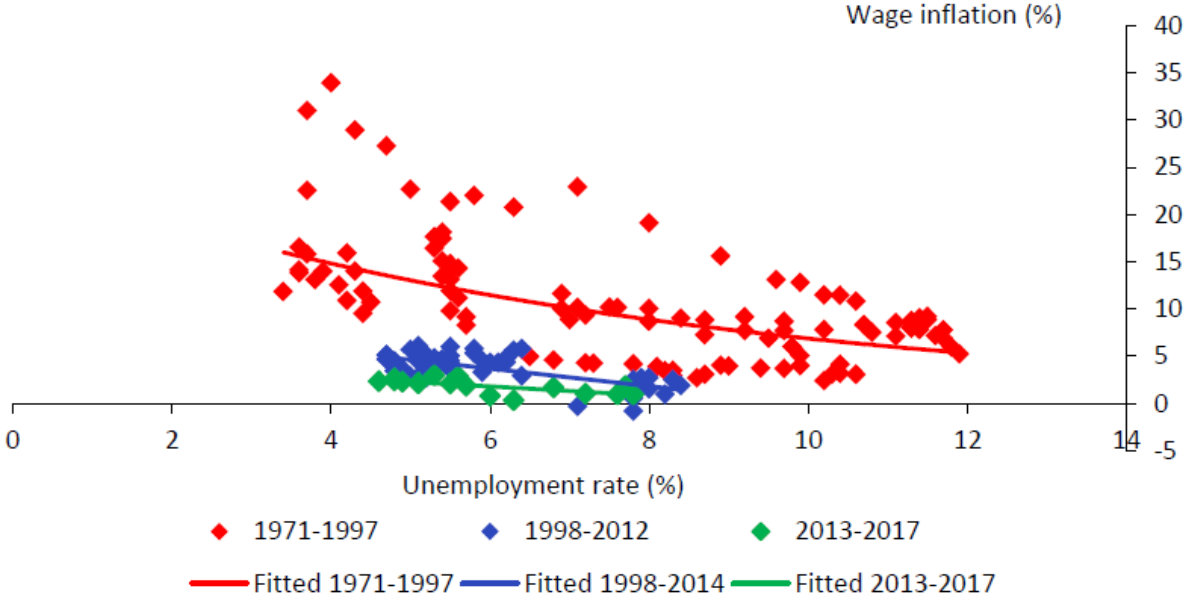 Wage inflation (%)
40
35
30
25
20
15
10
5
0
-5
0 2 4 6 8 10 12 14
Unemployment rate (%)
1971-1997 1998-2012 2013-2017
Fitted 1971-1997 Fitted 1998-2014 Fitted 2013-2017